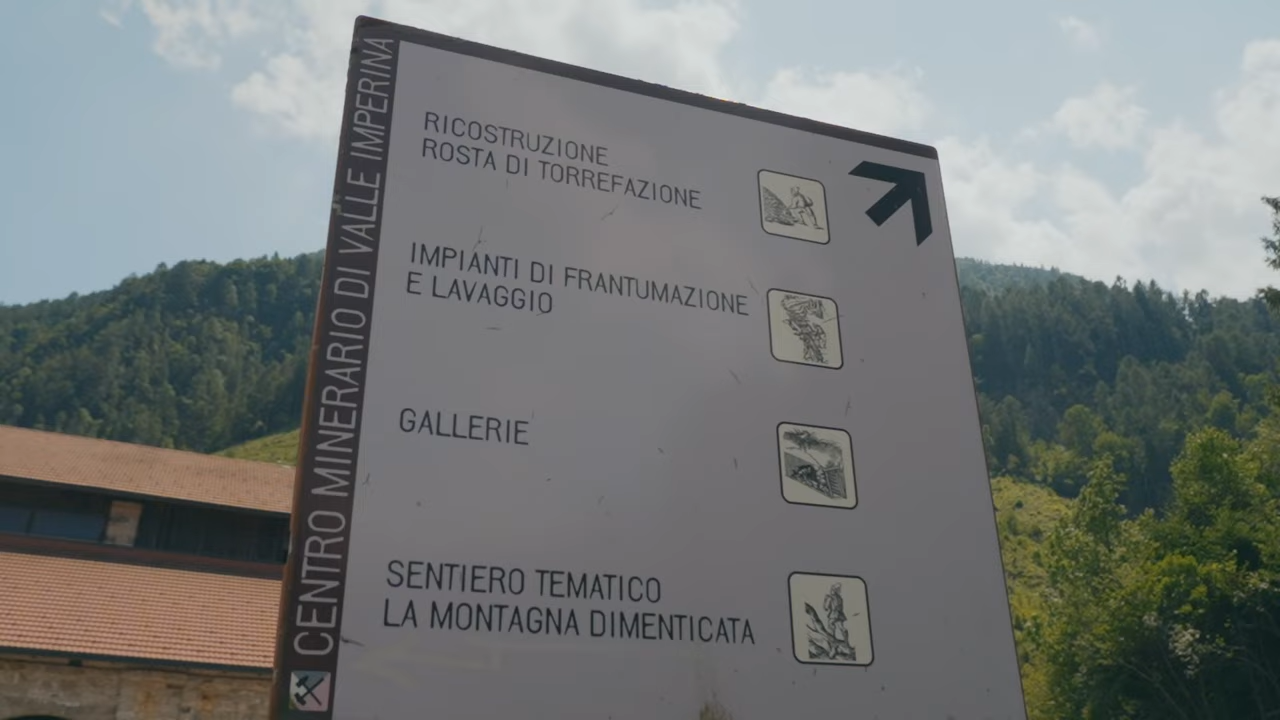 CENTRO MINERARIO DI VALLE IMPERINA
RICOSTRUZIONE
ROSTA DI TORREFAZIONE
IMPIANTI DI FRANTUMAZIONE
E LAVAGGIO
GALLERIE
SENTIERO TEMATICO
LA MONTAGNA DIMENTICATA